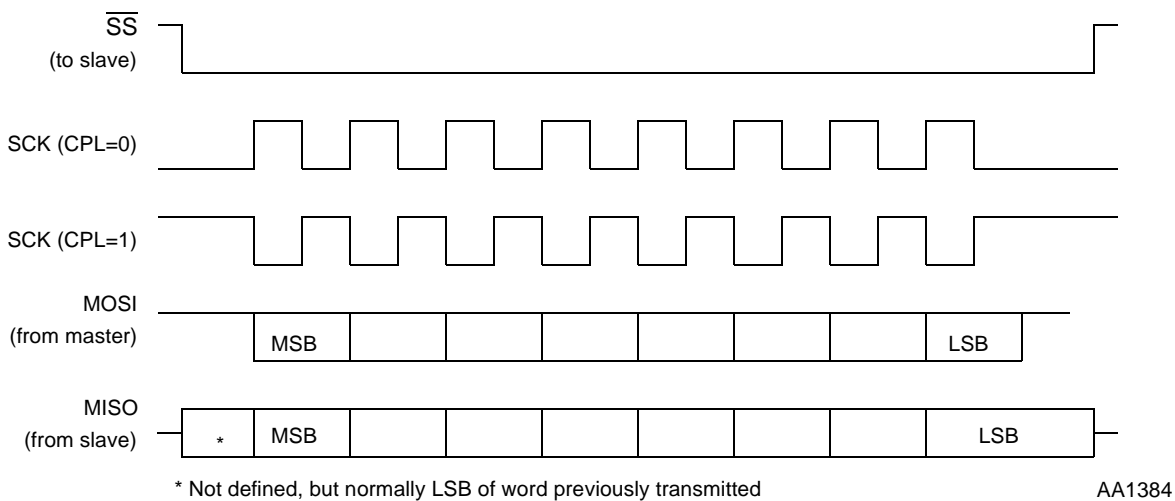 SS
(to slave)
SCK (CPL=0)
SCK (CPL=1)
MOSI
(from master)
MSB
LSB
MISO
(from slave)
*
MSB
LSB
* Not defined, but normally LSB of word previously transmitted
AA1384